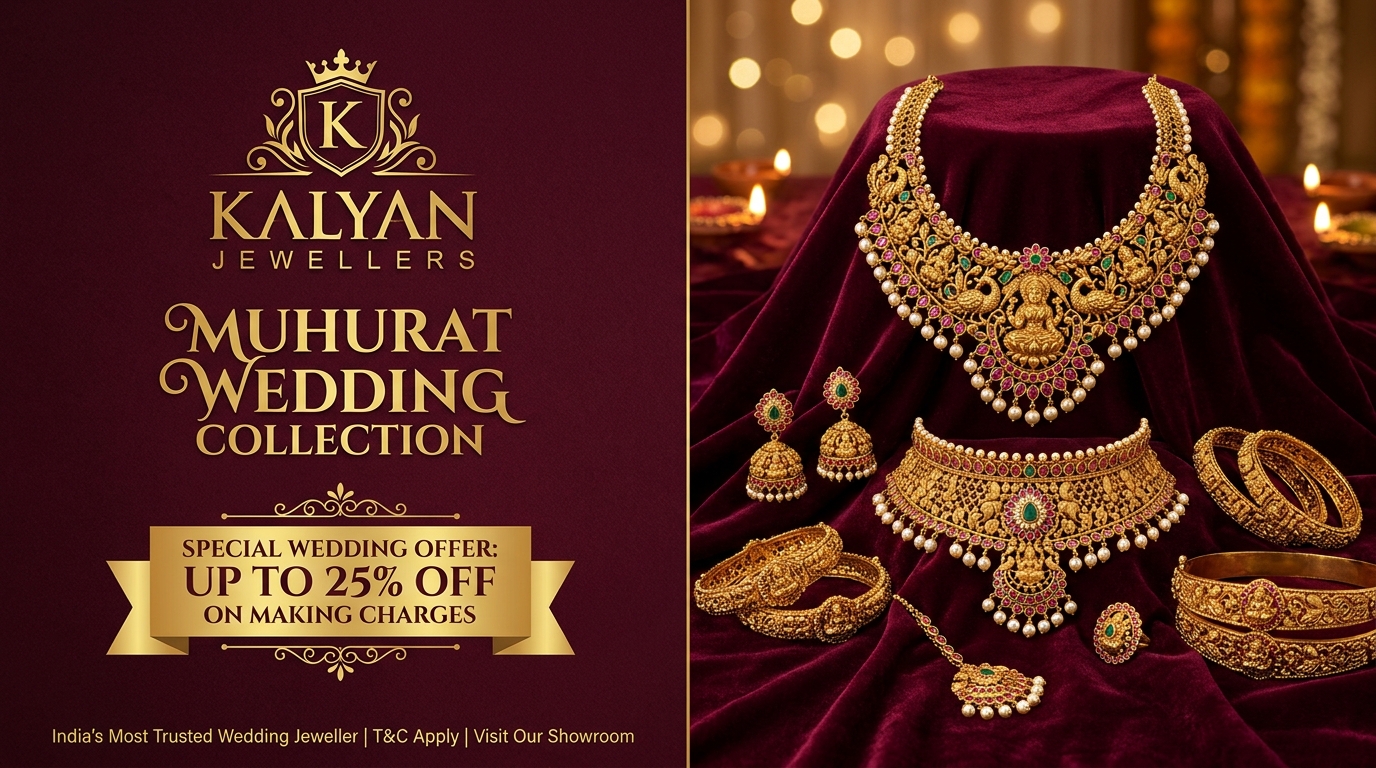 K
KALYAN
JEWELLERS
MUHURAT
WEDDING
COLLECTION
SPECIAL WEDDING OFFER:
UP TO 25% OFF
ON MAKING CHARGES
India's Most Trusted Wedding Jeweller | T&C Apply | Visit Our Showroom